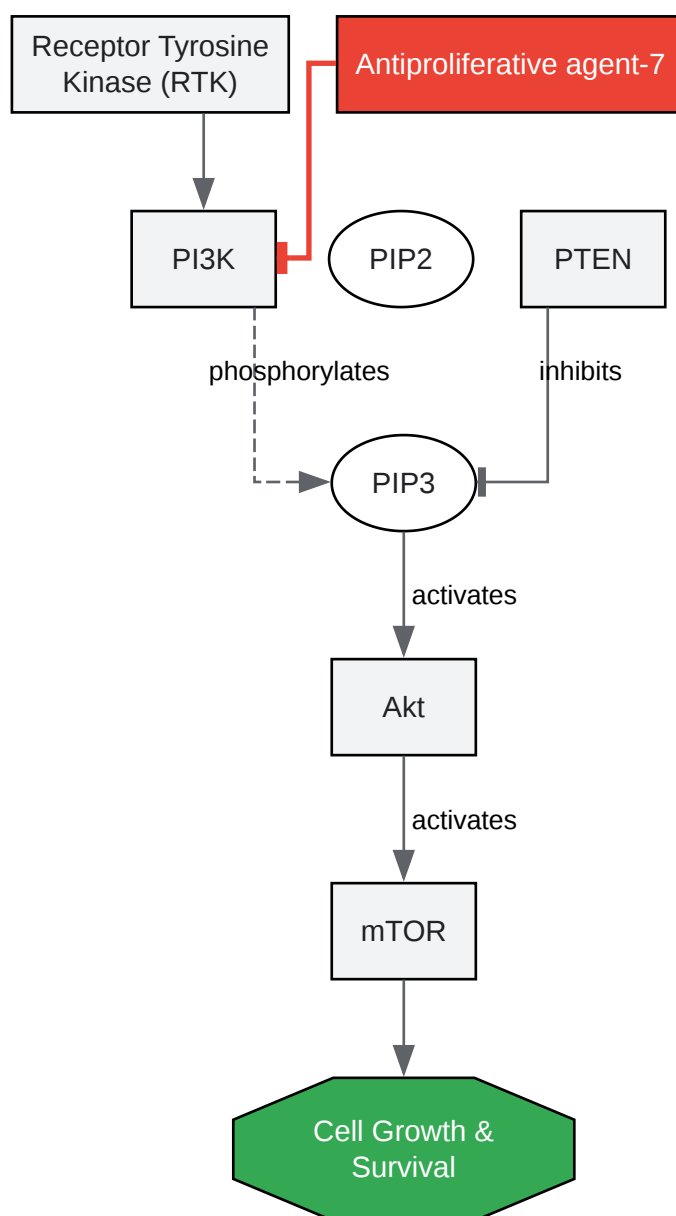 Receptor Tyrosine
Kinase (RTK)
Antiproliferative agent-7
PI3K
PIP2
PTEN
phosphorylates
inhibits
PIP3
activates
Akt
activates
mTOR
Cell Growth &
Survival